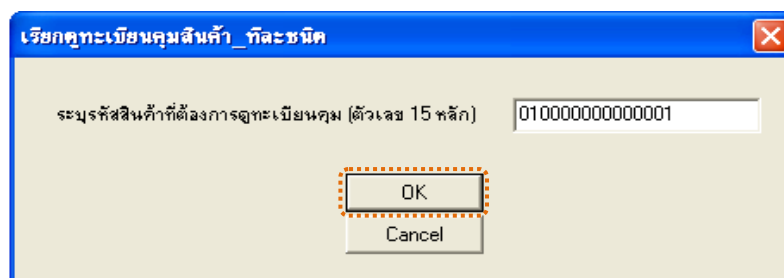 เรียกดูทะเบียนคุมสินค้า_ทีละชนิด
ระบุรหัสสินค้าที่ต้องการดูทะเบียนคุม (ตัวเลข 15 หลัก) 010000000000001
OK
Cancel